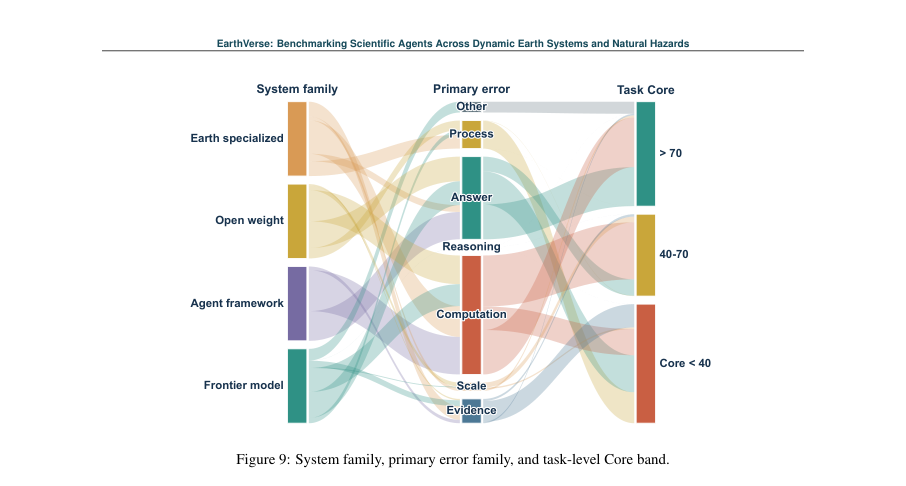 EarthVerse: Benchmarking Scientific Agents Across Dynamic Earth Systems and Natural Hazards
System family
Primary error
Task Core
Earth specialized
Open weight
Agent framework
Frontier model
Other
Process
Answer
Reasoning
Computation
Scale
Evidence
> 70
40-70
Core < 40
Figure 9: System family, primary error family, and task-level Core band.